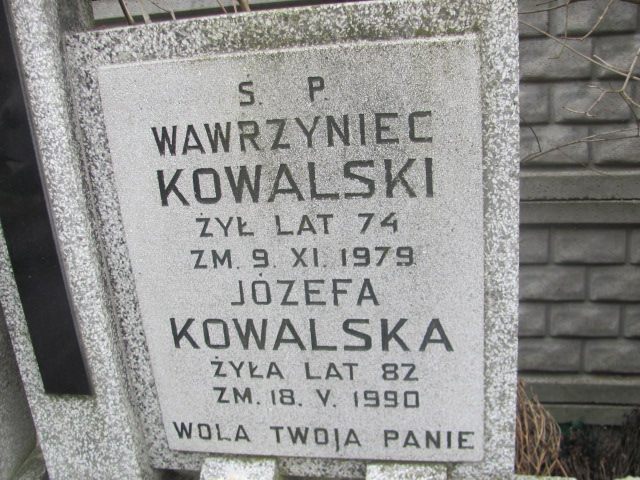 Ś. P.
WAWRZYNIEC
KOWALSKI
ŻYŁ LAT 74
ZM. 9. XI. 1979
JÓZEFA
KOWALSKA
ŻYŁA LAT 82
ZM. 18. V. 1990
WOLA TWOJA PANIE